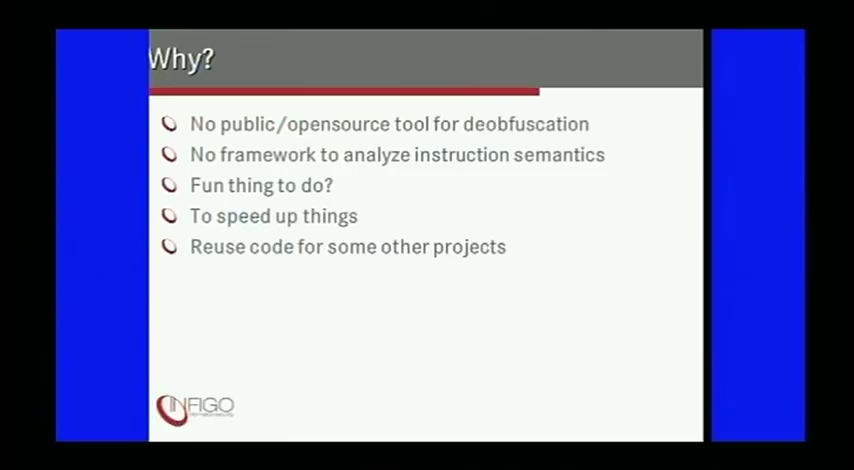 Why?
No public/opensource tool for deobfuscation
No framework to analyze instruction semantics
Fun thing to do?
To speed up things
Reuse code for some other projects
INFIGO